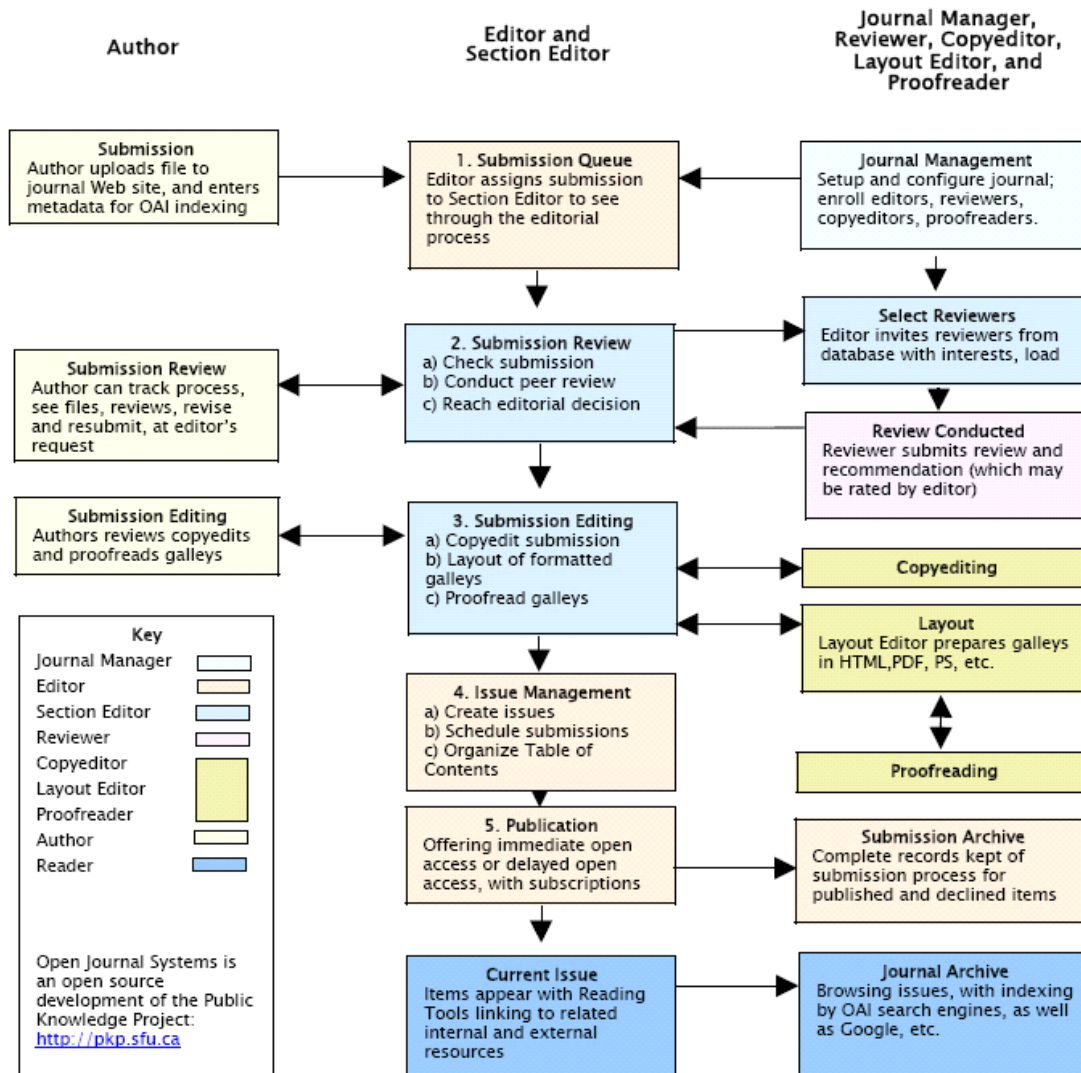 Author
Editor and
Section Editor
Journal Manager,
Reviewer, Copyeditor,
Layout Editor, and
Proofreader
Submission
Author uploads file to
journal Web site, and enters
metadata for OAI indexing
1. Submission Queue
Editor assigns submission
to Section Editor to see
through the editorial
process
Journal Management
Setup and configure journal;
enroll editors, reviewers,
copyeditors, proofreaders.
Submission Review
Author can track process,
see files, reviews, revise
and resubmit, at editor's
request
2. Submission Review
a) Check submission
b) Conduct peer review
c) Reach editorial decision
Select Reviewers
Editor invites reviewers from
database with interests, load
Review Conducted
Reviewer submits review and
recommendation (which may
be rated by editor)
Submission Editing
Authors reviews copyedits
and proofreads galleys
3. Submission Editing
a) Copyedit submission
b) Layout of formatted
galleys
c) Proofread galleys
Copyediting
Layout
Layout Editor prepares galleys
in HTML,PDF, PS, etc.
Proofreading
4. Issue Management
a) Create issues
b) Schedule submissions
c) Organize Table of
Contents
5. Publication
Offering immediate open
access or delayed open
access, with subscriptions
Submission Archive
Complete records kept of
submission process for
published and declined items
Current Issue
Items appear with Reading
Tools linking to related
internal and external
resources
Journal Archive
Browsing issues, with indexing
by OAI search engines, as well
as Google, etc.
Key
Journal Manager
Editor
Section Editor
Reviewer
Copyeditor
Layout Editor
Proofreader
Author
Reader
Open Journal Systems is
an open source
development of the Public
Knowledge Project:
http://pkp.sfu.ca